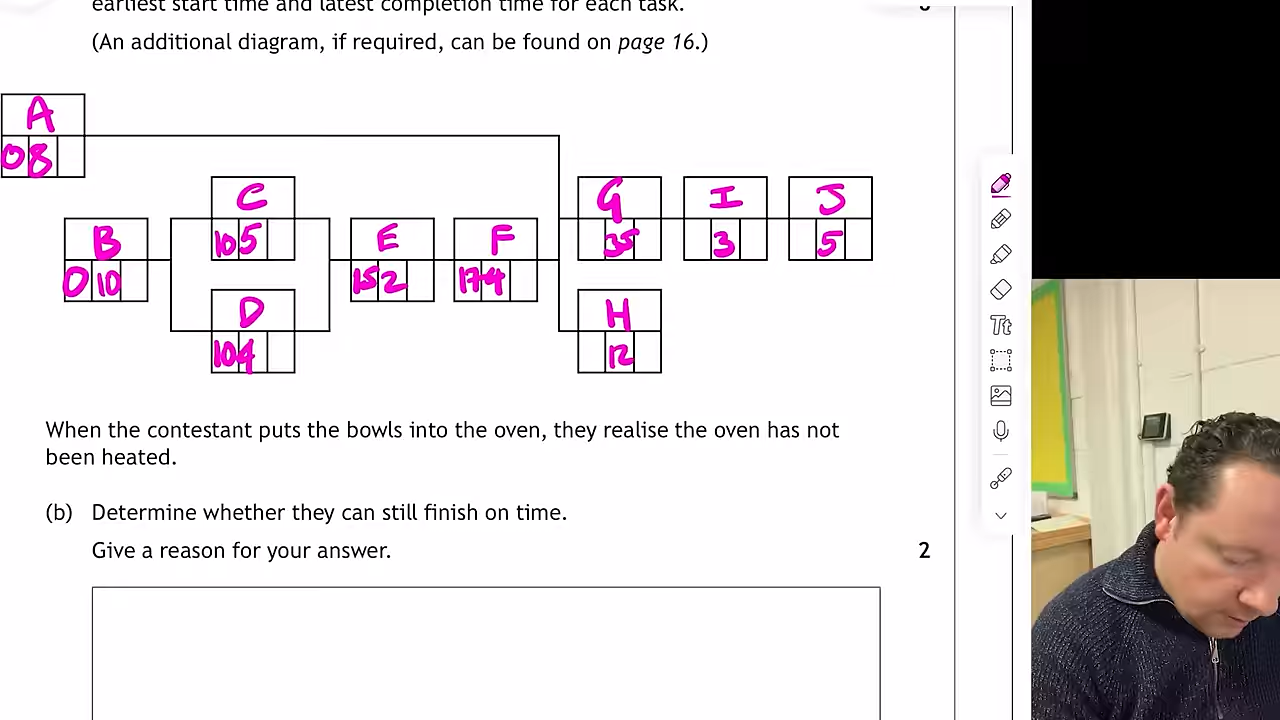 earliest start time and latest completion time for each task.
(An additional diagram, if required, can be found on page 16.)
A
0 8
C
10 5
G
35
I
3
J
5
B
0 10
E
15 2
F
17 4
D
10 4
H
12
When the contestant puts the bowls into the oven, they realise the oven has not
been heated.
(b) Determine whether they can still finish on time.
Give a reason for your answer.
2
Tt